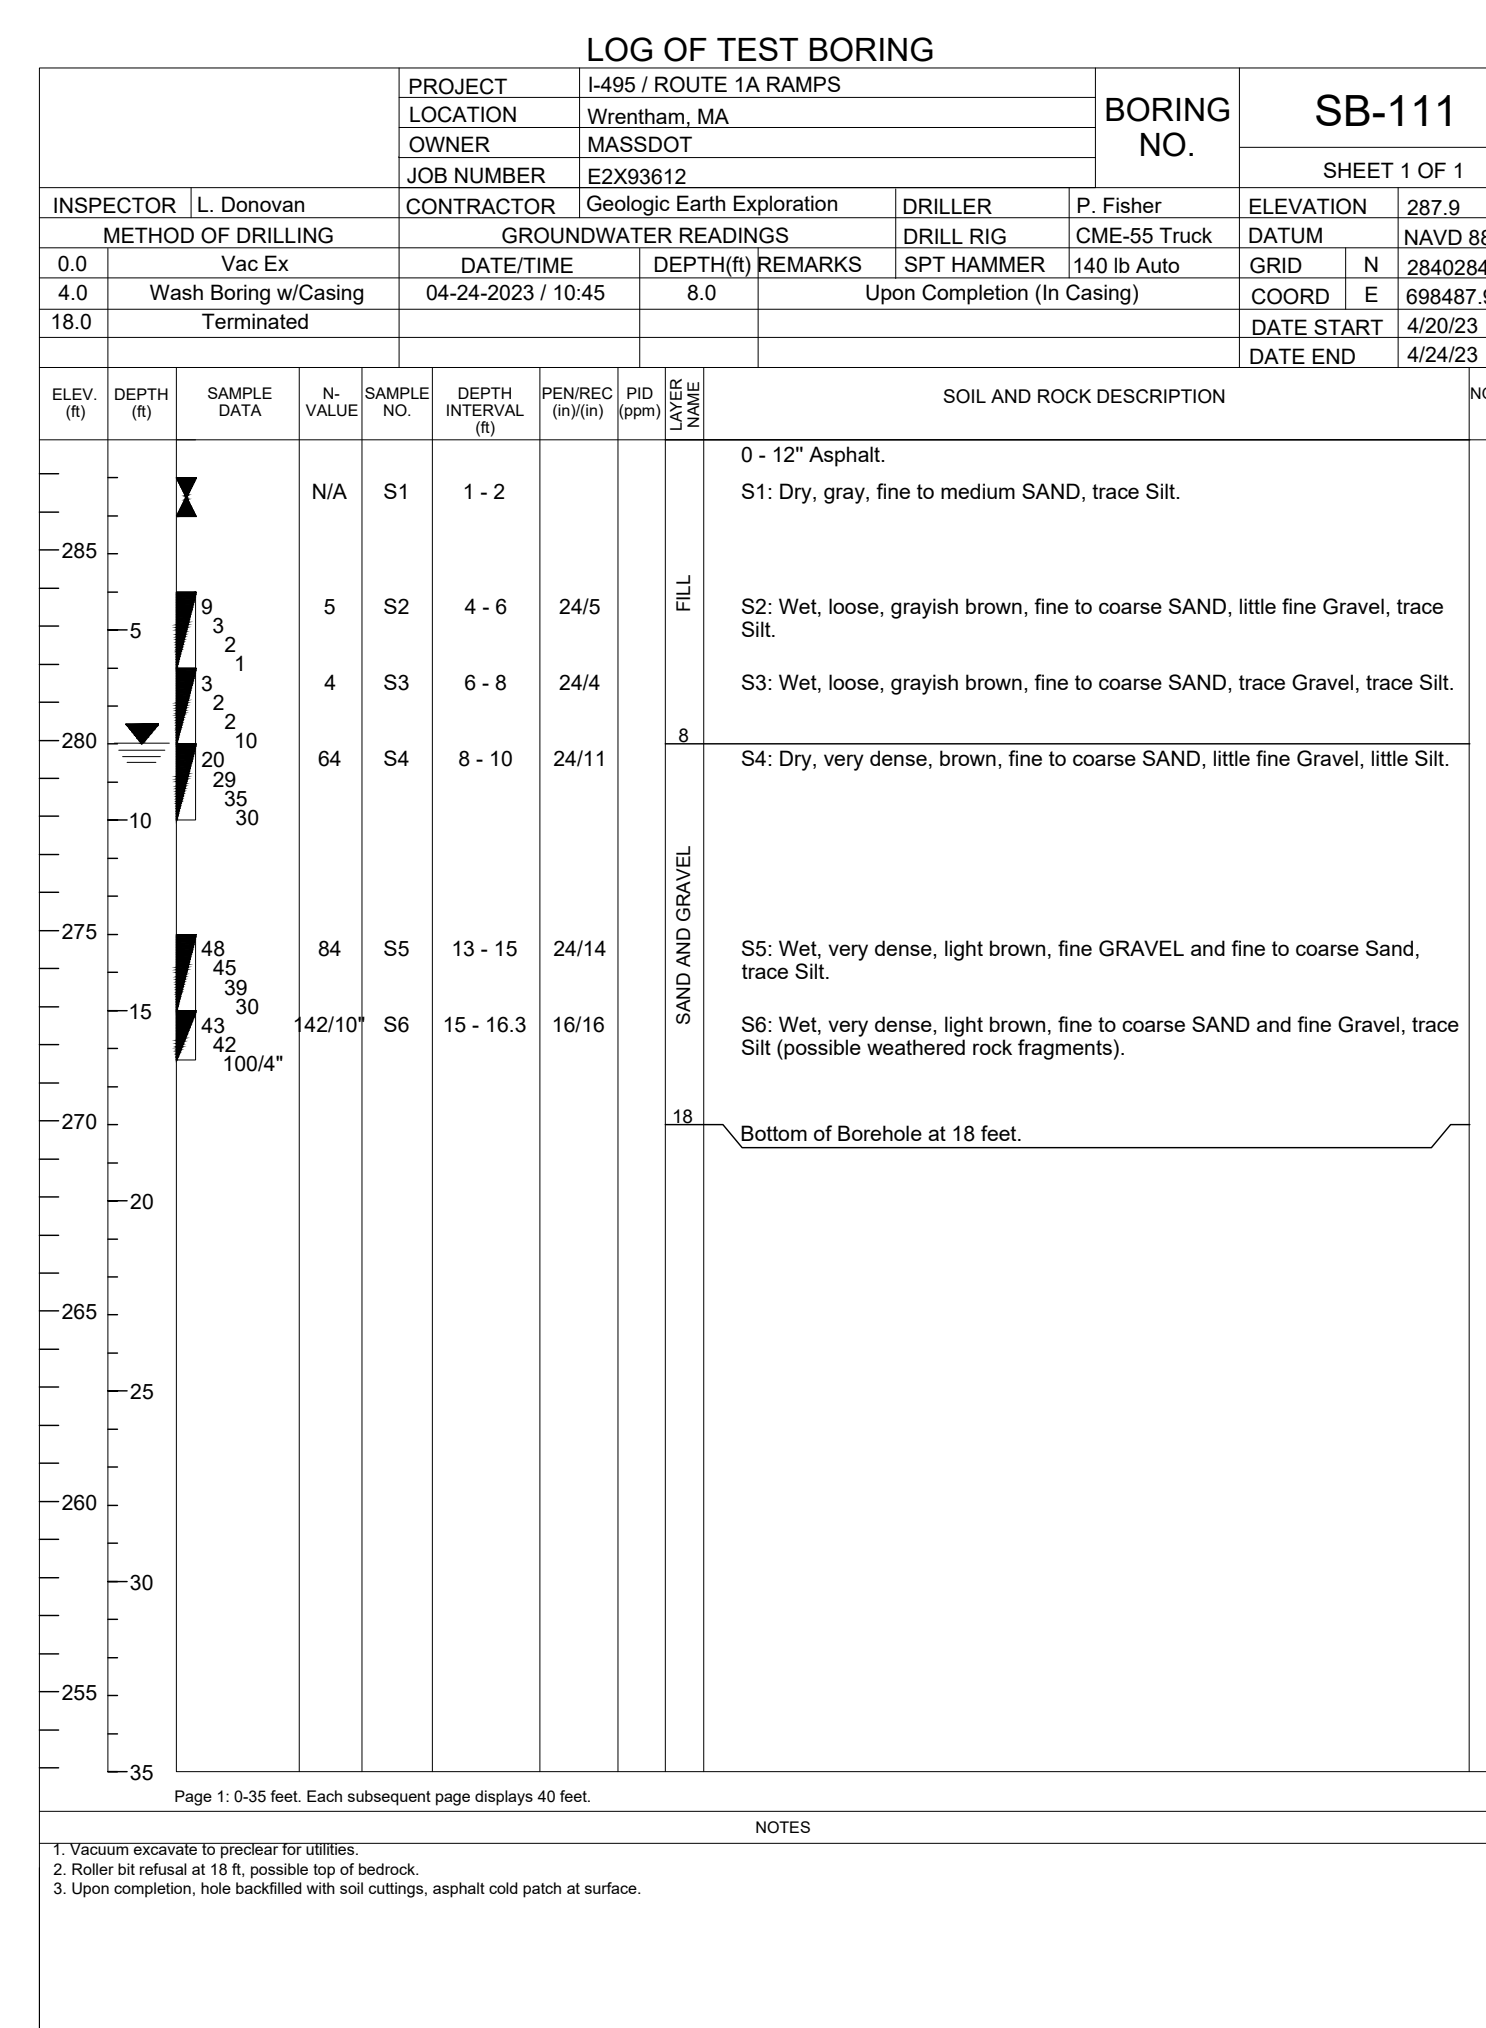 LOG OF TEST BORING
PROJECT I-495 / ROUTE 1A RAMPS
LOCATION Wrentham, MA
OWNER MASSDOT
JOB NUMBER E2X93612
BORING NO.
SB-111
SHEET 1 OF 1
INSPECTOR L. Donovan CONTRACTOR Geologic Earth Exploration DRILLER P. Fisher ELEVATION 287.9
METHOD OF DRILLING GROUNDWATER READINGS DRILL RIG CME-55 Truck DATUM NAVD 88
0.0 Vac Ex DATE/TIME DEPTH(ft) REMARKS SPT HAMMER 140 lb Auto GRID N 2840284
4.0 Wash Boring w/Casing 04-24-2023 / 10:45 8.0 Upon Completion (In Casing) COORD E 698487.9
18.0 Terminated DATE START 4/20/23
DATE END 4/24/23
ELEV. (ft) DEPTH (ft) SAMPLE DATA N-VALUE SAMPLE NO. DEPTH INTERVAL (ft) PEN/REC (in)/(in) PID (ppm) LAYER NAME SOIL AND ROCK DESCRIPTION
0 - 12" Asphalt.
N/A S1 1 - 2 S1: Dry, gray, fine to medium SAND, trace Silt.
285
FILL
9 5 S2 4 - 6 24/5 S2: Wet, loose, grayish brown, fine to coarse SAND, little fine Gravel, trace
5 3 Silt.
2
1
3 4 S3 6 - 8 24/4 S3: Wet, loose, grayish brown, fine to coarse SAND, trace Gravel, trace Silt.
2
2
280 10 8
20 64 S4 8 - 10 24/11 S4: Dry, very dense, brown, fine to coarse SAND, little fine Gravel, little Silt.
29
35
10 30
SAND AND GRAVEL
275
48 84 S5 13 - 15 24/14 S5: Wet, very dense, light brown, fine GRAVEL and fine to coarse Sand,
45 trace Silt.
39
15 30
43 142/10" S6 15 - 16.3 16/16 S6: Wet, very dense, light brown, fine to coarse SAND and fine Gravel, trace
42 Silt (possible weathered rock fragments).
100/4"
270 18
Bottom of Borehole at 18 feet.
20
265
25
260
30
255
35
Page 1: 0-35 feet. Each subsequent page displays 40 feet.
NOTES
1. Vacuum excavate to preclear for utilities.
2. Roller bit refusal at 18 ft, possible top of bedrock.
3. Upon completion, hole backfilled with soil cuttings, asphalt cold patch at surface.